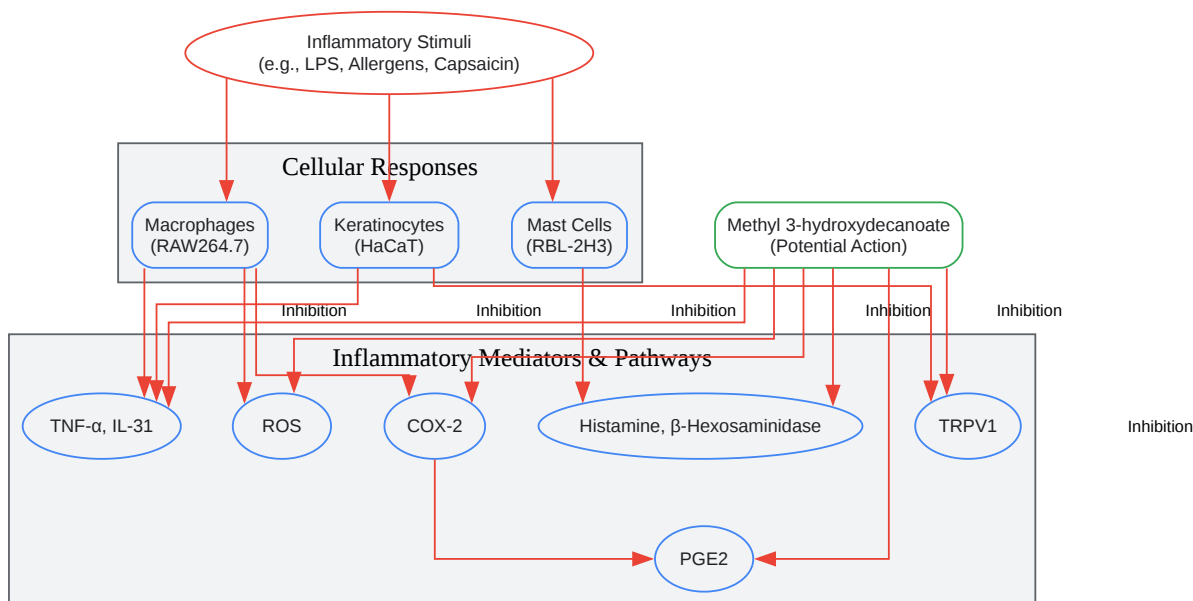 Inflammatory Stimuli
(e.g., LPS, Allergens, Capsaicin)
Cellular Responses
Macrophages
(RAW264.7)
Keratinocytes
(HaCaT)
Mast Cells
(RBL-2H3)
Methyl 3-hydroxydecanoate
(Potential Action)
Inhibition
Inhibition
Inhibition
Inhibition
Inhibition
Inflammatory Mediators & Pathways
TNF-α, IL-31
ROS
COX-2
Histamine, β-Hexosaminidase
TRPV1
Inhibition
PGE2